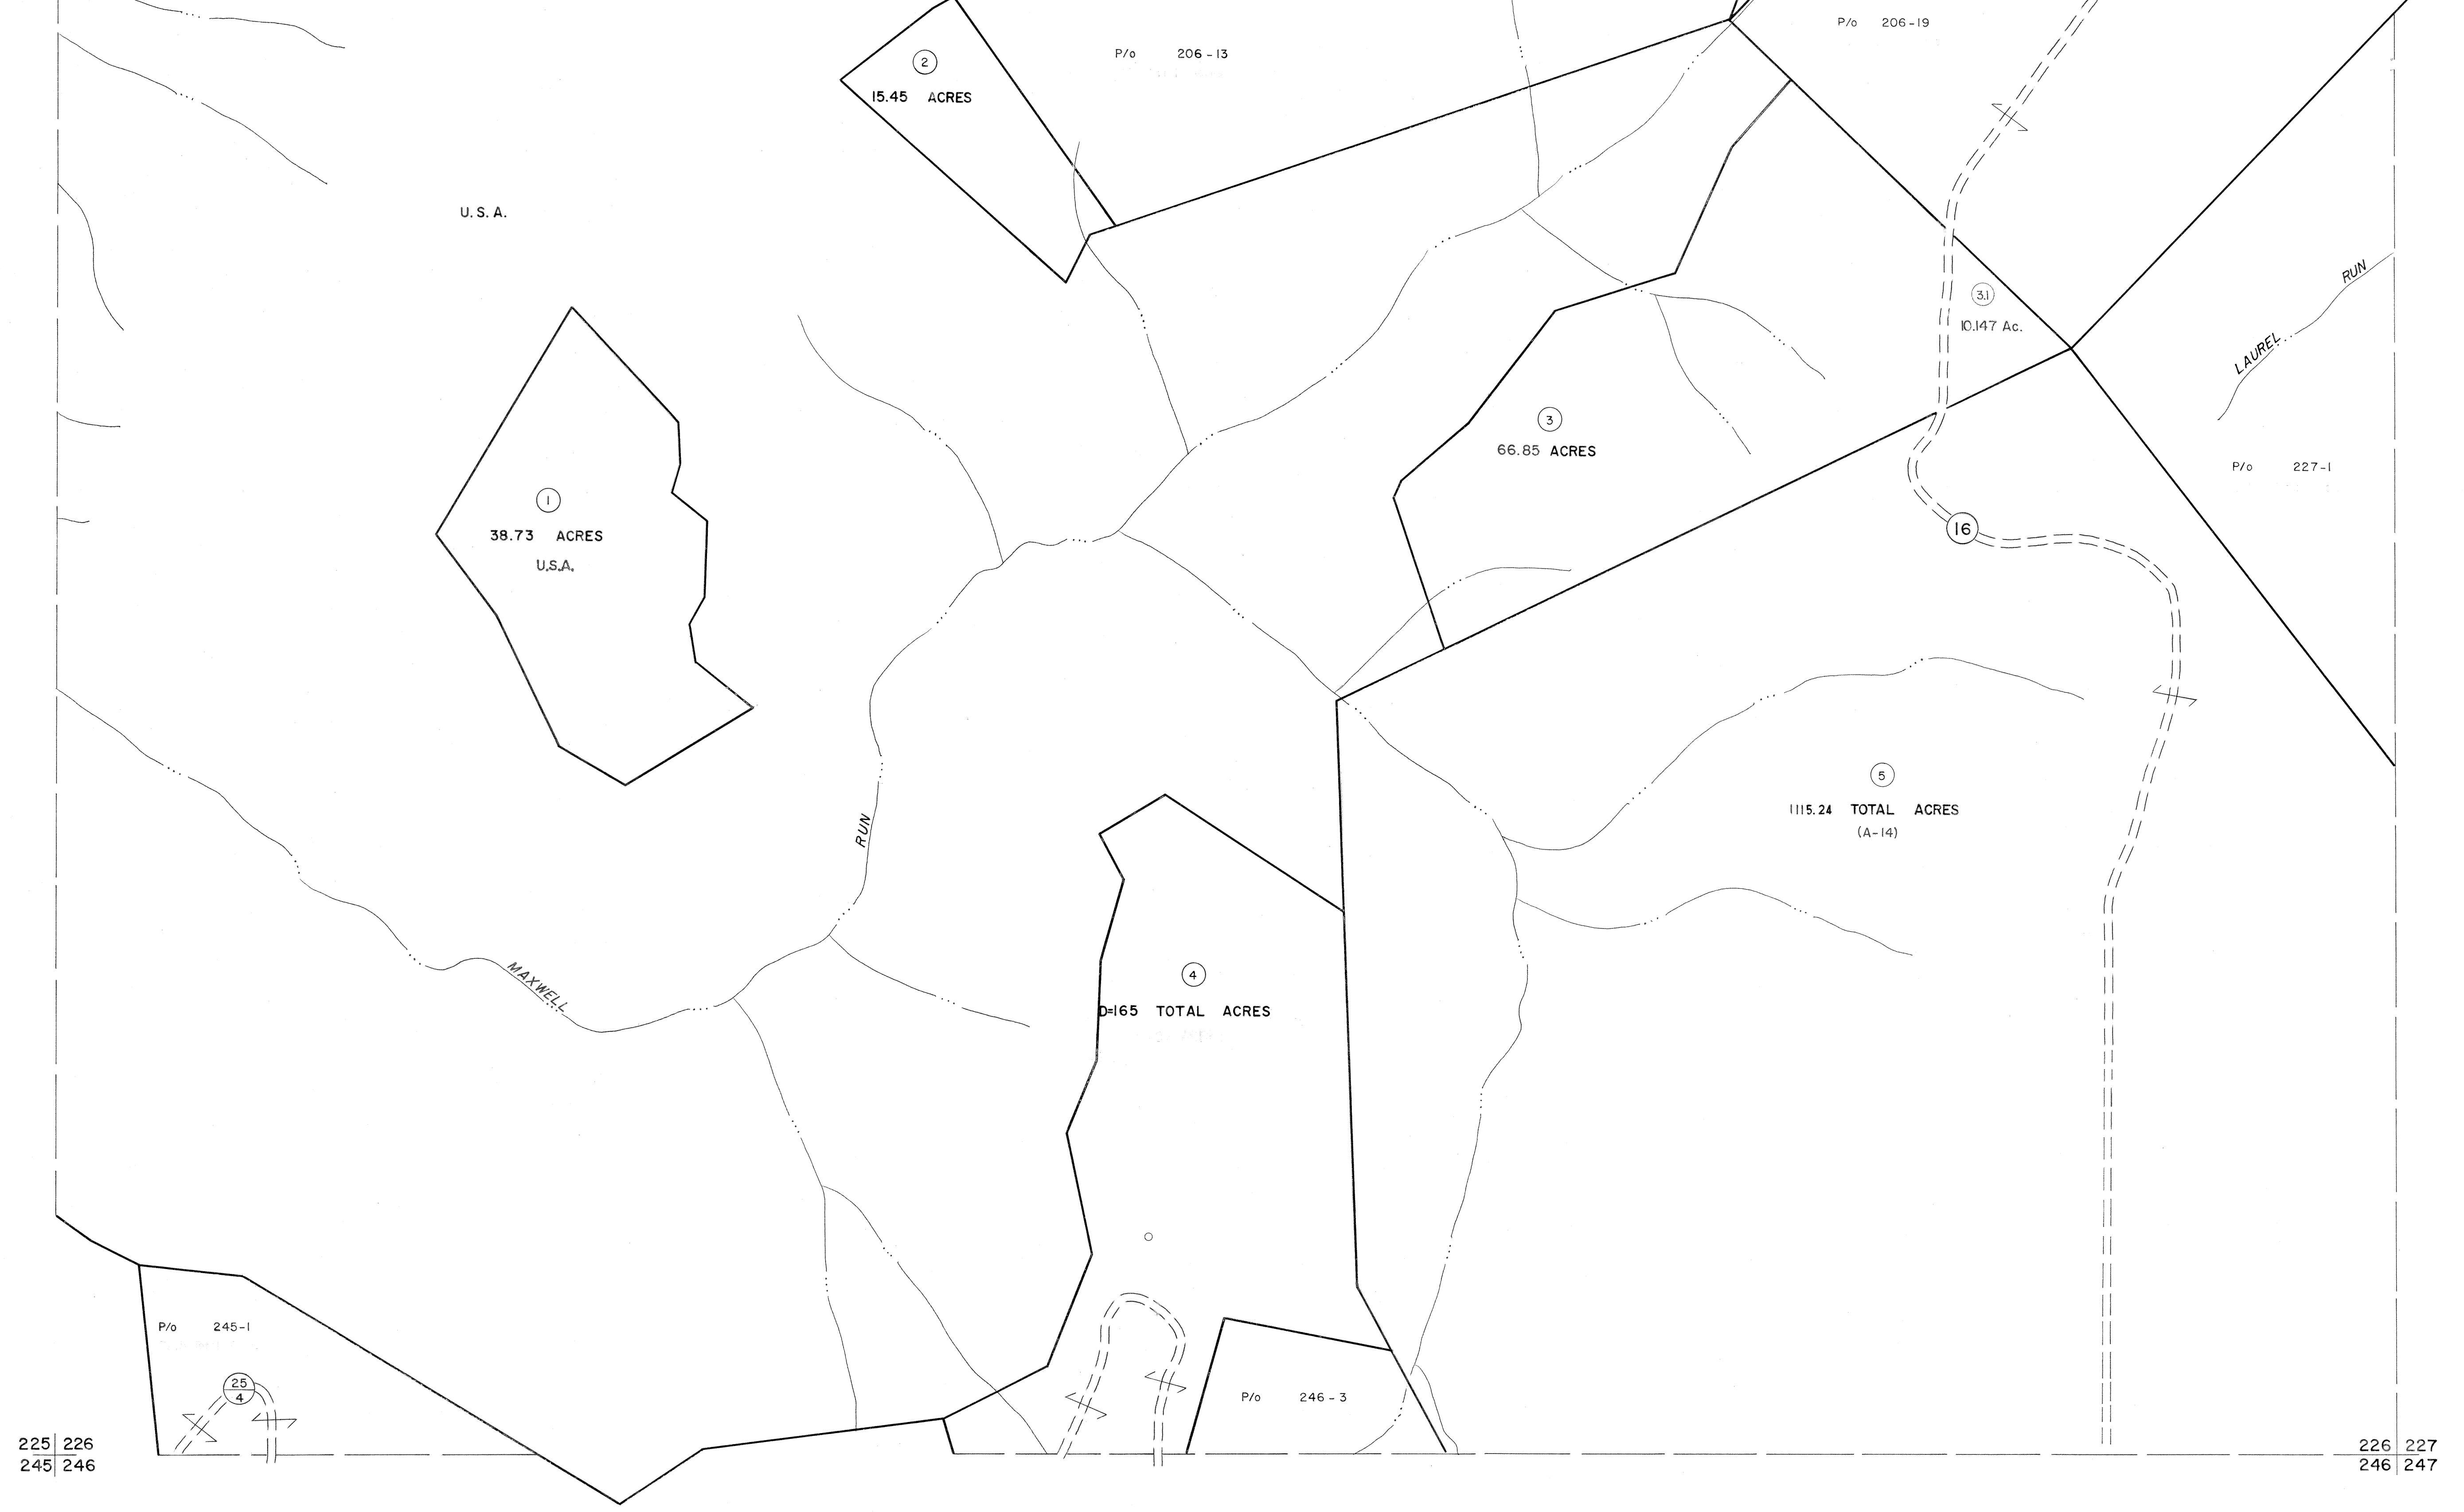 P/o 206-19
P/o 206-13
2
15.45 ACRES
U.S.A.
RUN
LAUREL
3.1
10.147 Ac.
3
66.85 ACRES
P/o 227-1
1
38.73 ACRES
U.S.A.
16
5
1115.24 TOTAL ACRES
(A-14)
RUN
MAXWELL
4
D=165 TOTAL ACRES
P/o 245-1
25
4
P/o 246-3
225 226
245 246
226 227
246 247